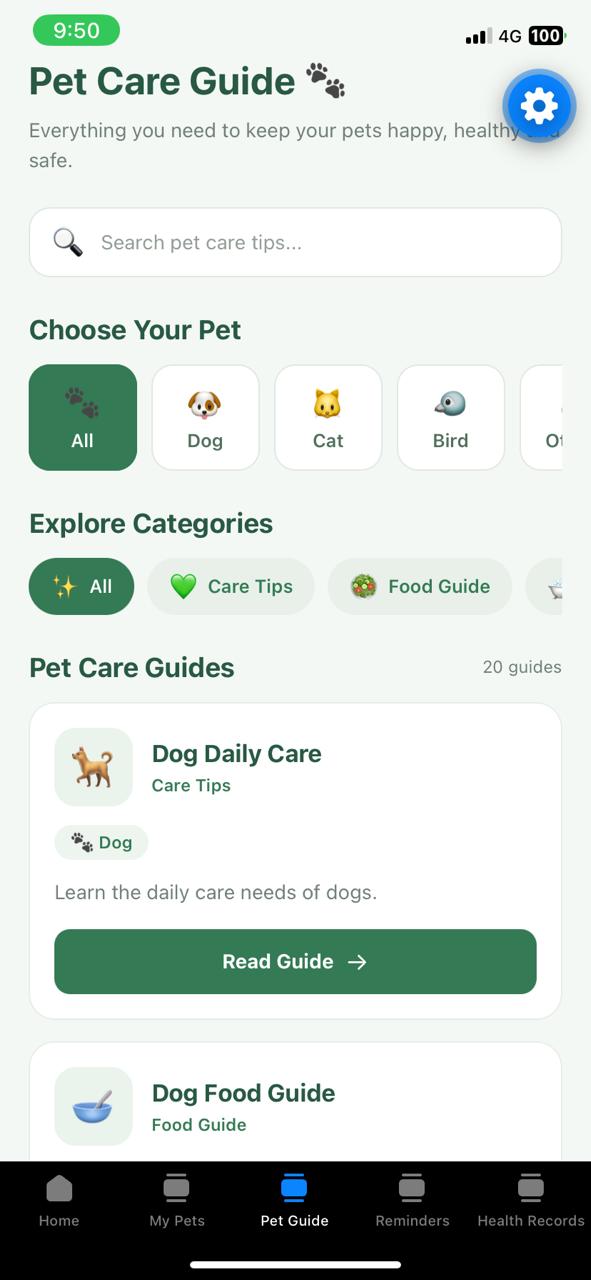 9:50
4G 100
Pet Care Guide
Everything you need to keep your pets happy, healthy and
safe.
Search pet care tips...
Choose Your Pet
All
Dog
Cat
Bird
Explore Categories
All
Care Tips
Food Guide
Pet Care Guides
20 guides
Dog Daily Care
Care Tips
Dog
Learn the daily care needs of dogs.
Read Guide →
Dog Food Guide
Food Guide
Home
My Pets
Pet Guide
Reminders
Health Records